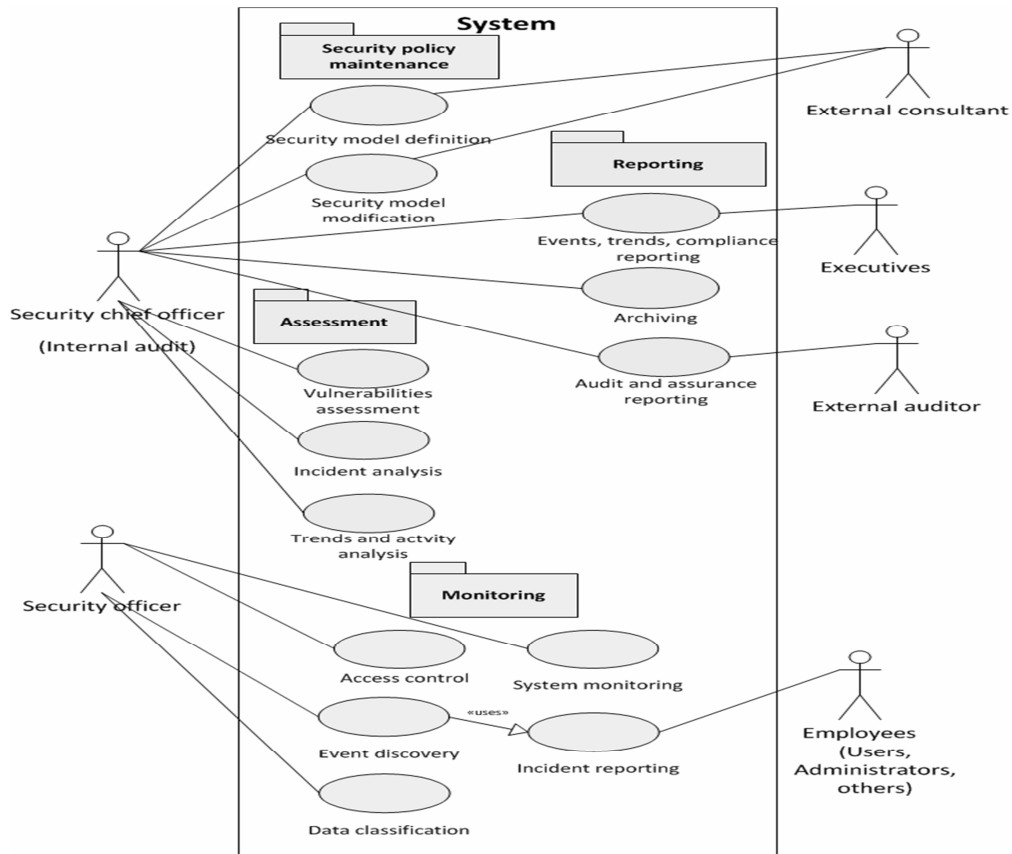 System
Security policy
maintenance
Security model definition
Security model
modification
External consultant
Reporting
Events, trends, compliance
reporting
Executives
Archiving
Audit and assurance
reporting
External auditor
Security chief officer
(Internal audit)
Assessment
Vulnerabilities
assessment
Incident analysis
Trends and actvity
analysis
Security officer
Monitoring
Access control
System monitoring
«uses»
Event discovery
Incident reporting
Data classification
Employees
(Users,
Administrators,
others)